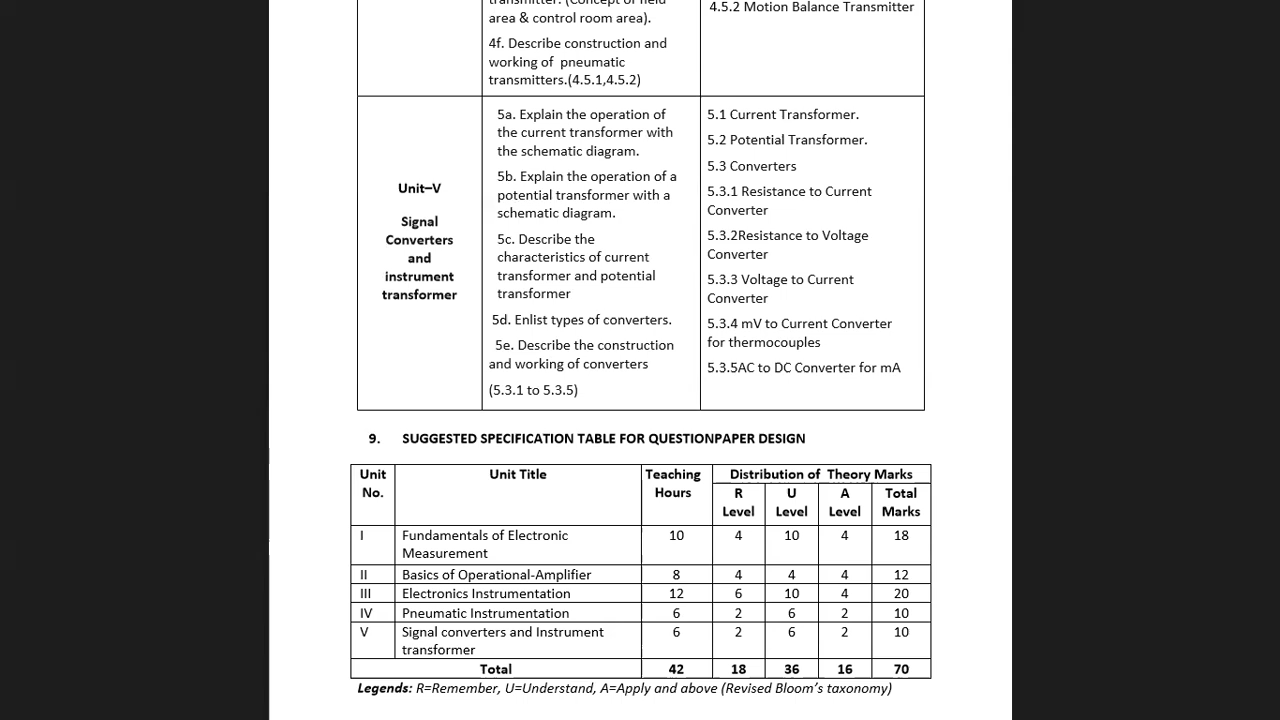 transmitter. (Concept of field
area & control room area).
4f. Describe construction and
working of pneumatic
transmitters.(4.5.1,4.5.2)
4.5.2 Motion Balance Transmitter
Unit–V
Signal
Converters
and
instrument
transformer
5a. Explain the operation of
the current transformer with
the schematic diagram.
5b. Explain the operation of a
potential transformer with a
schematic diagram.
5c. Describe the
characteristics of current
transformer and potential
transformer
5d. Enlist types of converters.
5e. Describe the construction
and working of converters
(5.3.1 to 5.3.5)
5.1 Current Transformer.
5.2 Potential Transformer.
5.3 Converters
5.3.1 Resistance to Current
Converter
5.3.2Resistance to Voltage
Converter
5.3.3 Voltage to Current
Converter
5.3.4 mV to Current Converter
for thermocouples
5.3.5AC to DC Converter for mA
9. SUGGESTED SPECIFICATION TABLE FOR QUESTIONPAPER DESIGN
Unit Unit Title Teaching Distribution of Theory Marks
No. Hours R U A Total
Level Level Level Marks
I Fundamentals of Electronic 10 4 10 4 18
Measurement
II Basics of Operational-Amplifier 8 4 4 4 12
III Electronics Instrumentation 12 6 10 4 20
IV Pneumatic Instrumentation 6 2 6 2 10
V Signal converters and Instrument 6 2 6 2 10
transformer
Total 42 18 36 16 70
Legends: R=Remember, U=Understand, A=Apply and above (Revised Bloom's taxonomy)